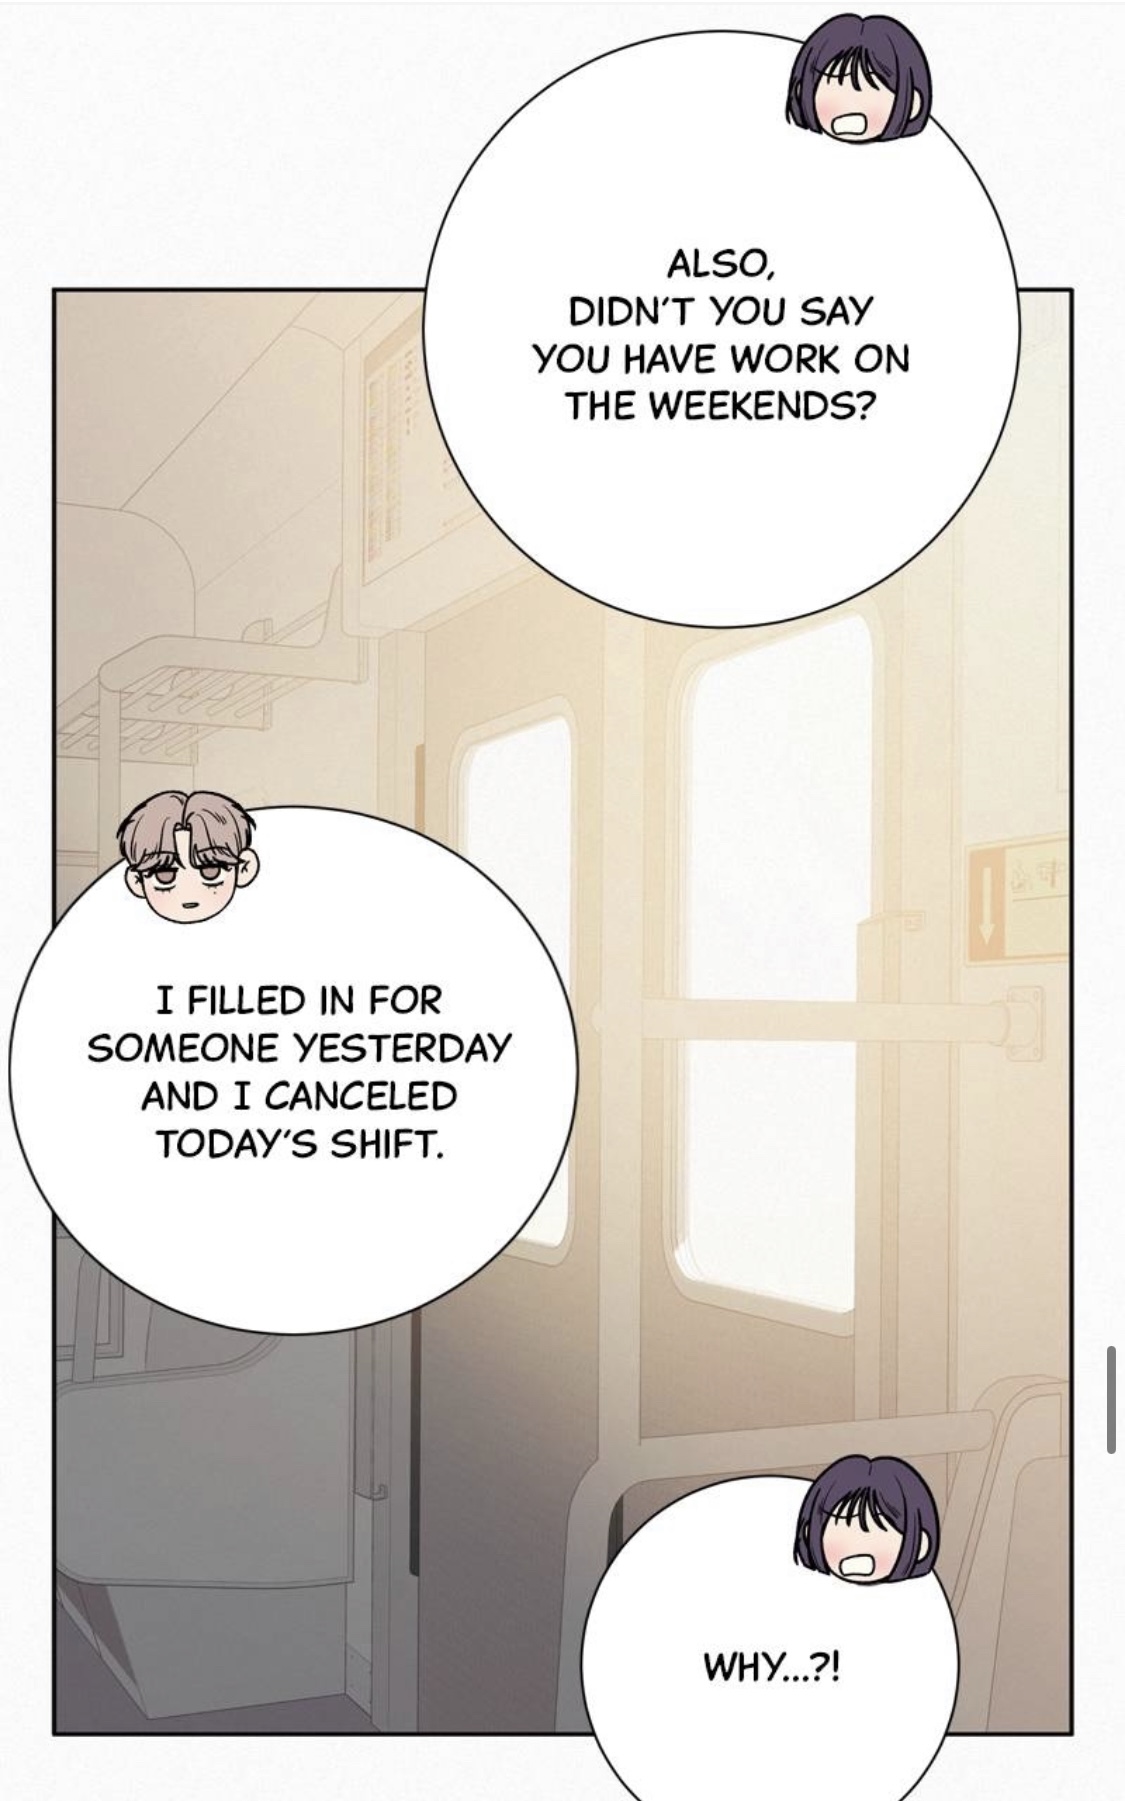 ALSO,
DIDN'T YOU SAY
YOU HAVE WORK ON
THE WEEKENDS?
I FILLED IN FOR
SOMEONE YESTERDAY
AND I CANCELED
TODAY'S SHIFT.
WHY...?!